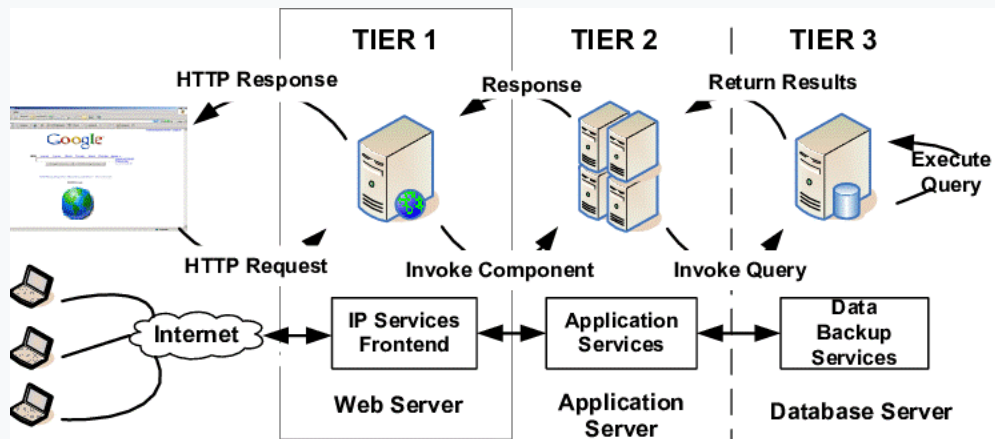 TIER 1
TIER 2
TIER 3
HTTP Response
Response
Return Results
Google
Execute
Query
HTTP Request
Invoke Component
Invoke Query
Internet
IP Services
Frontend
Application
Services
Data
Backup
Services
Web Server
Application
Server
Database Server